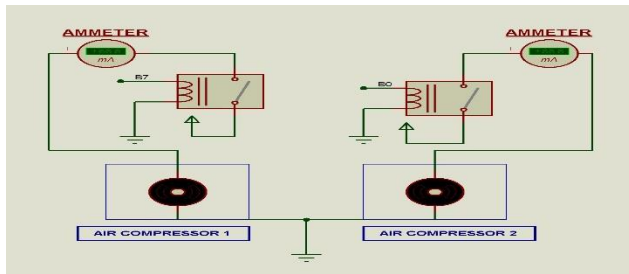 AMMETER
AMMETER
mA
mA
B7
B0
AIR COMPRESSOR 1
AIR COMPRESSOR 2